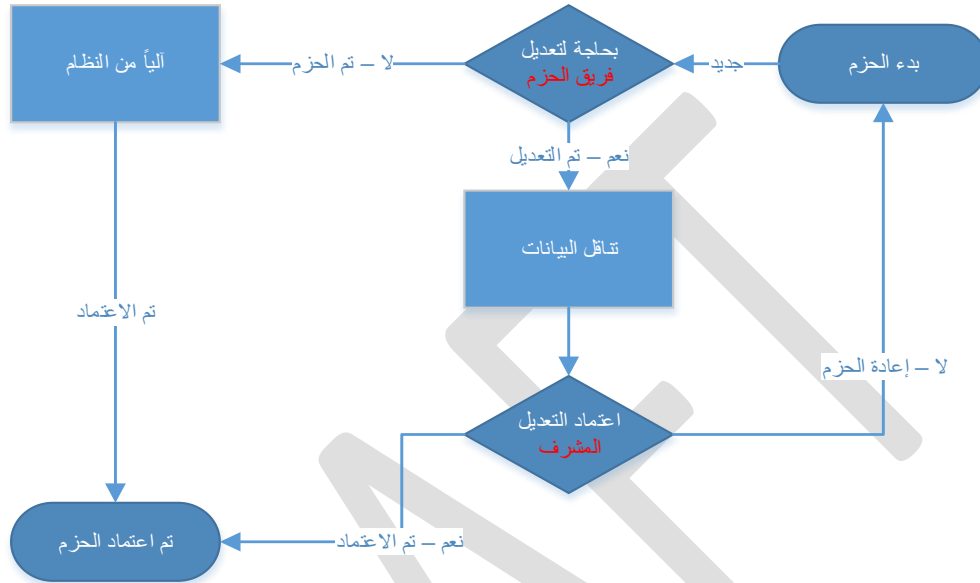 بدء الحزم
جديد
بحاجة لتعديل
فريق الحزم
لا – تم الحزم
آلياً من النظام
نعم – تم التعديل
تناقل البيانات
تم الاعتماد
لا – إعادة الحزم
اعتماد التعديل
المشرف
نعم – تم الاعتماد
تم اعتماد الحزم